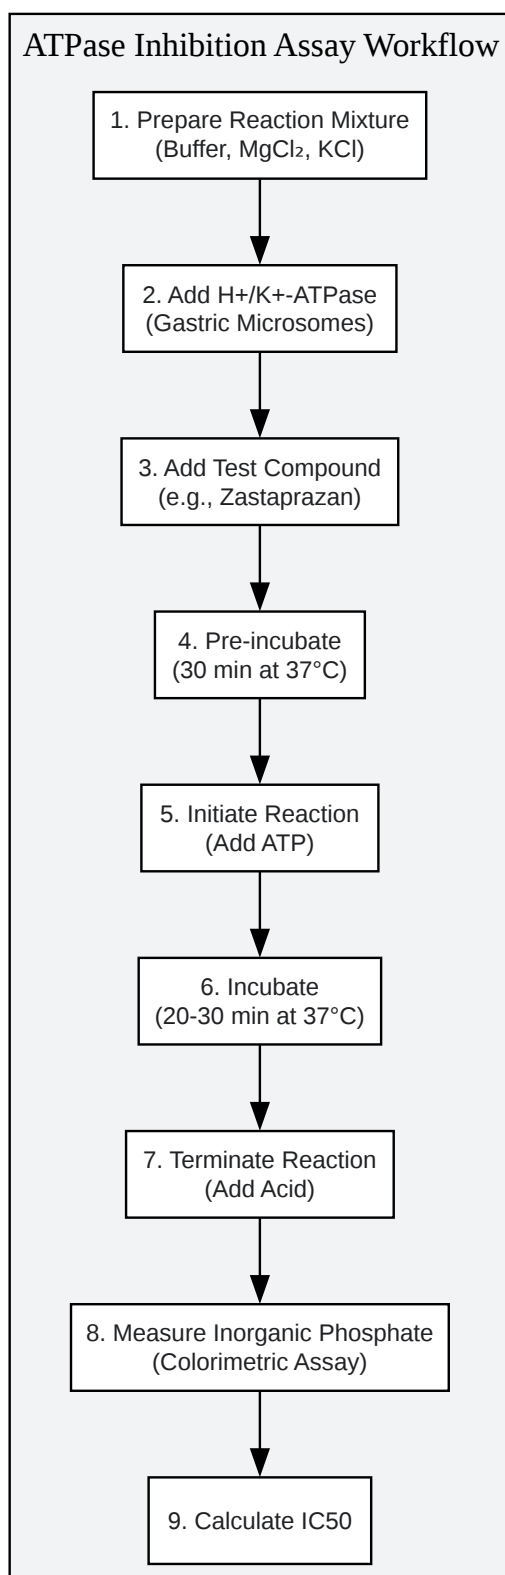 ATPase Inhibition Assay Workflow
1. Prepare Reaction Mixture
(Buffer, MgCl₂, KCl)
2. Add H+/K+-ATPase
(Gastric Microsomes)
3. Add Test Compound
(e.g., Zastaprazan)
4. Pre-incubate
(30 min at 37°C)
5. Initiate Reaction
(Add ATP)
6. Incubate
(20-30 min at 37°C)
7. Terminate Reaction
(Add Acid)
8. Measure Inorganic Phosphate
(Colorimetric Assay)
9. Calculate IC50